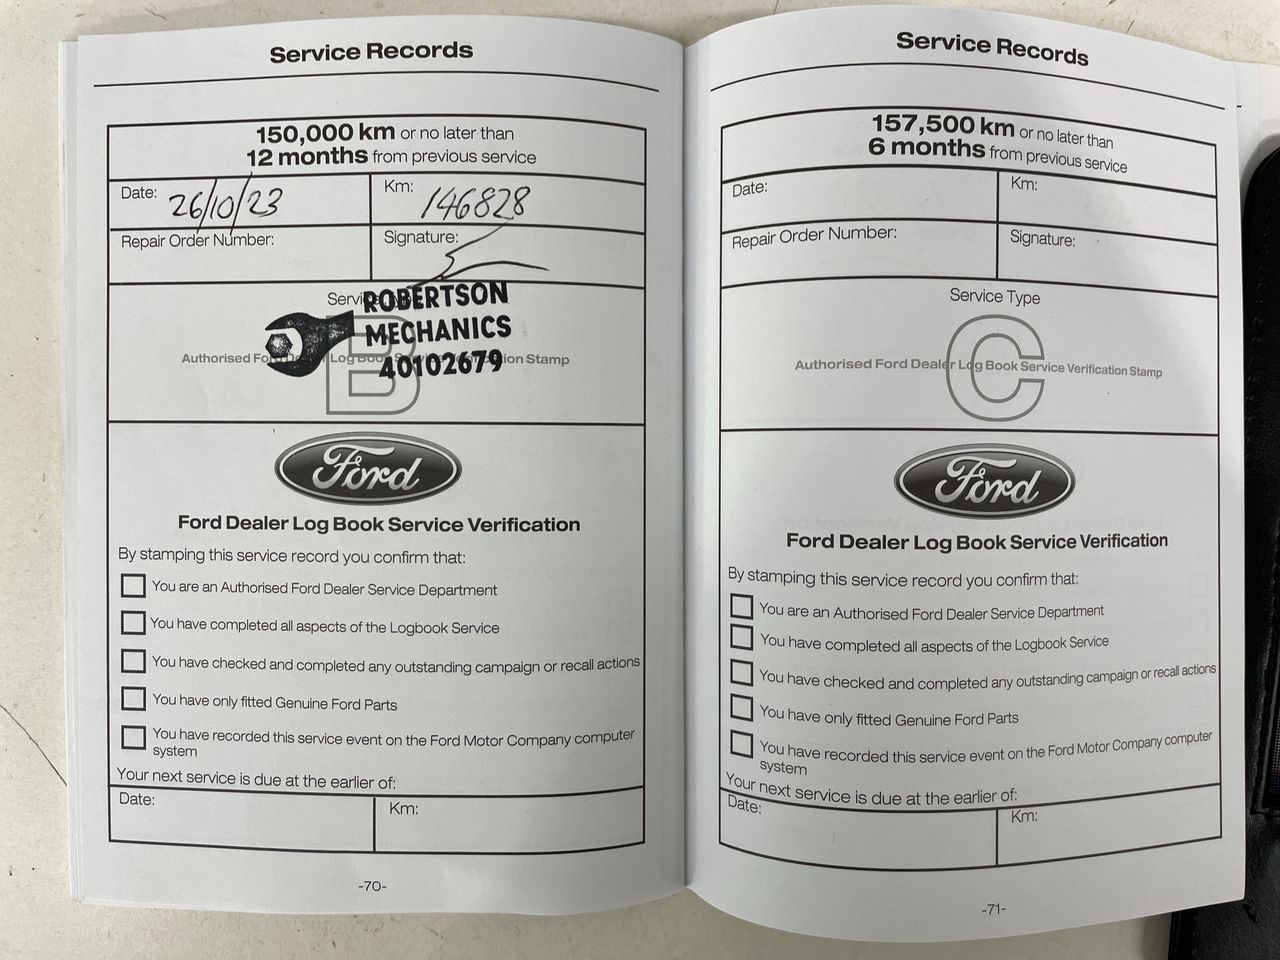 Service Records
150,000 km or no later than
12 months from previous service
Date: 26/10/23
Km: 146828
Repair Order Number:
Signature:
ROBERTSON
MECHANICS
40102679
B
Ford
Ford Dealer Log Book Service Verification
By stamping this service record you confirm that:
You are an Authorised Ford Dealer Service Department
You have completed all aspects of the Logbook Service
You have checked and completed any outstanding campaign or recall actions
You have only fitted Genuine Ford Parts
You have recorded this service event on the Ford Motor Company computer
system
Your next service is due at the earlier of:
Date:
Km:
-70-
Service Records
157,500 km or no later than
6 months from previous service
Date:
Km:
Repair Order Number:
Signature:
Service Type
C
Authorised Ford Dealer Log Book Service Verification Stamp
Ford
Ford Dealer Log Book Service Verification
By stamping this service record you confirm that:
You are an Authorised Ford Dealer Service Department
You have completed all aspects of the Logbook Service
You have checked and completed any outstanding campaign or recall actions
You have only fitted Genuine Ford Parts
You have recorded this service event on the Ford Motor Company computer
system
Your next service is due at the earlier of:
Date:
Km:
-71-